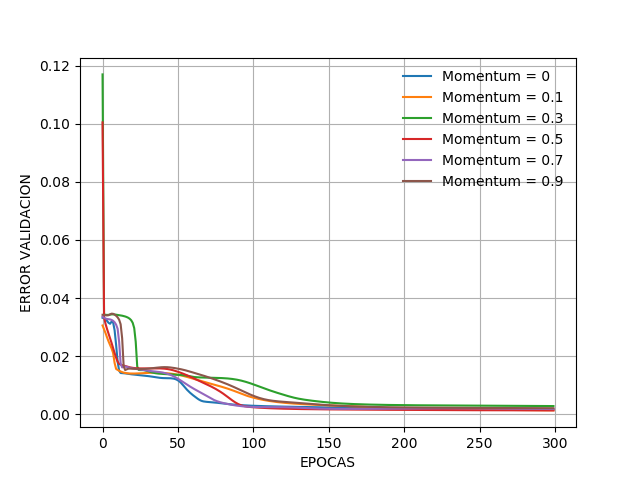 0.12
0.10
0.08
0.06
0.04
0.02
0.00
ERROR VALIDACION
Momentum = 0
Momentum = 0.1
Momentum = 0.3
Momentum = 0.5
Momentum = 0.7
Momentum = 0.9
0 50 100 150 200 250 300
EPOCAS